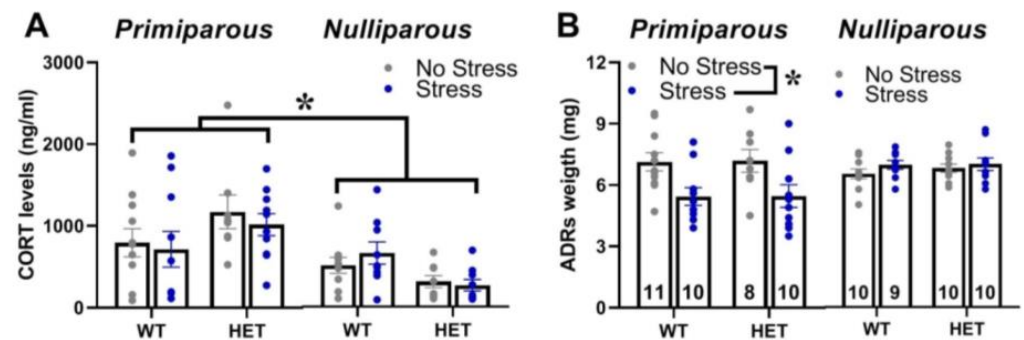 A
Primiparous
Nulliparous
CORT levels (ng/ml)
3000
2000
1000
0
No Stress
Stress
*
WT
HET
WT
HET
B
Primiparous
Nulliparous
ADRs weigth (mg)
12
9
6
3
0
No Stress
Stress
*
No Stress
Stress
11
10
8
10
10
9
10
10
WT
HET
WT
HET